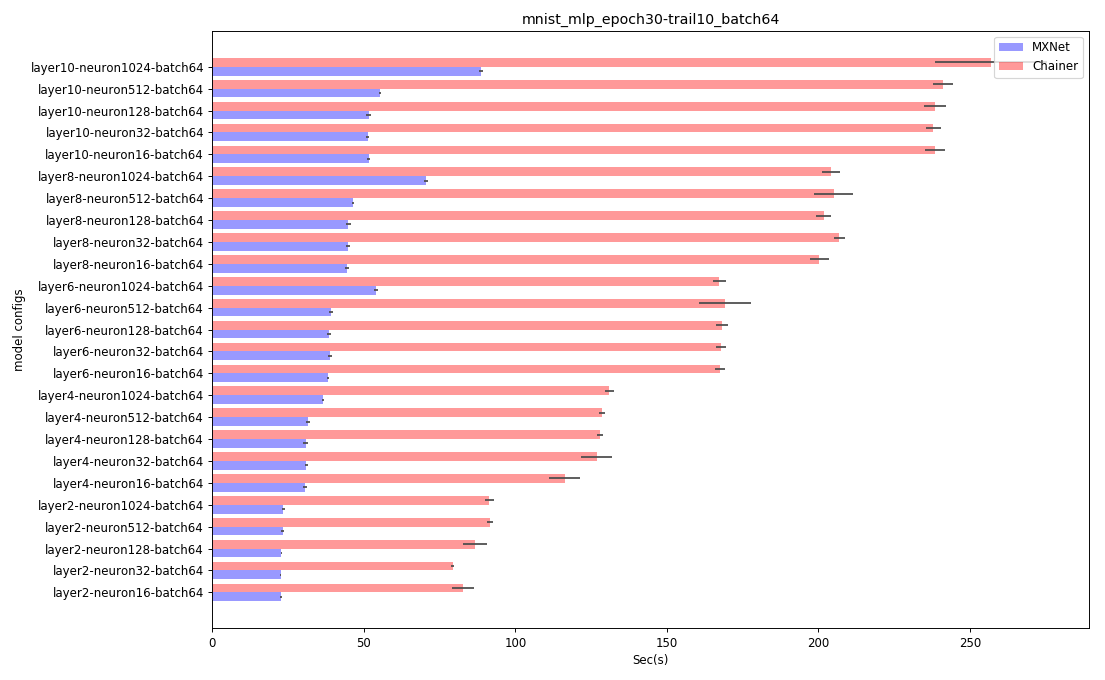 mnist_mlp_epoch30-trail10_batch64
MXNet
Chainer
model configs
layer10-neuron1024-batch64
layer10-neuron512-batch64
layer10-neuron128-batch64
layer10-neuron32-batch64
layer10-neuron16-batch64
layer8-neuron1024-batch64
layer8-neuron512-batch64
layer8-neuron128-batch64
layer8-neuron32-batch64
layer8-neuron16-batch64
layer6-neuron1024-batch64
layer6-neuron512-batch64
layer6-neuron128-batch64
layer6-neuron32-batch64
layer6-neuron16-batch64
layer4-neuron1024-batch64
layer4-neuron512-batch64
layer4-neuron128-batch64
layer4-neuron32-batch64
layer4-neuron16-batch64
layer2-neuron1024-batch64
layer2-neuron512-batch64
layer2-neuron128-batch64
layer2-neuron32-batch64
layer2-neuron16-batch64
0 50 100 150 200 250
Sec(s)